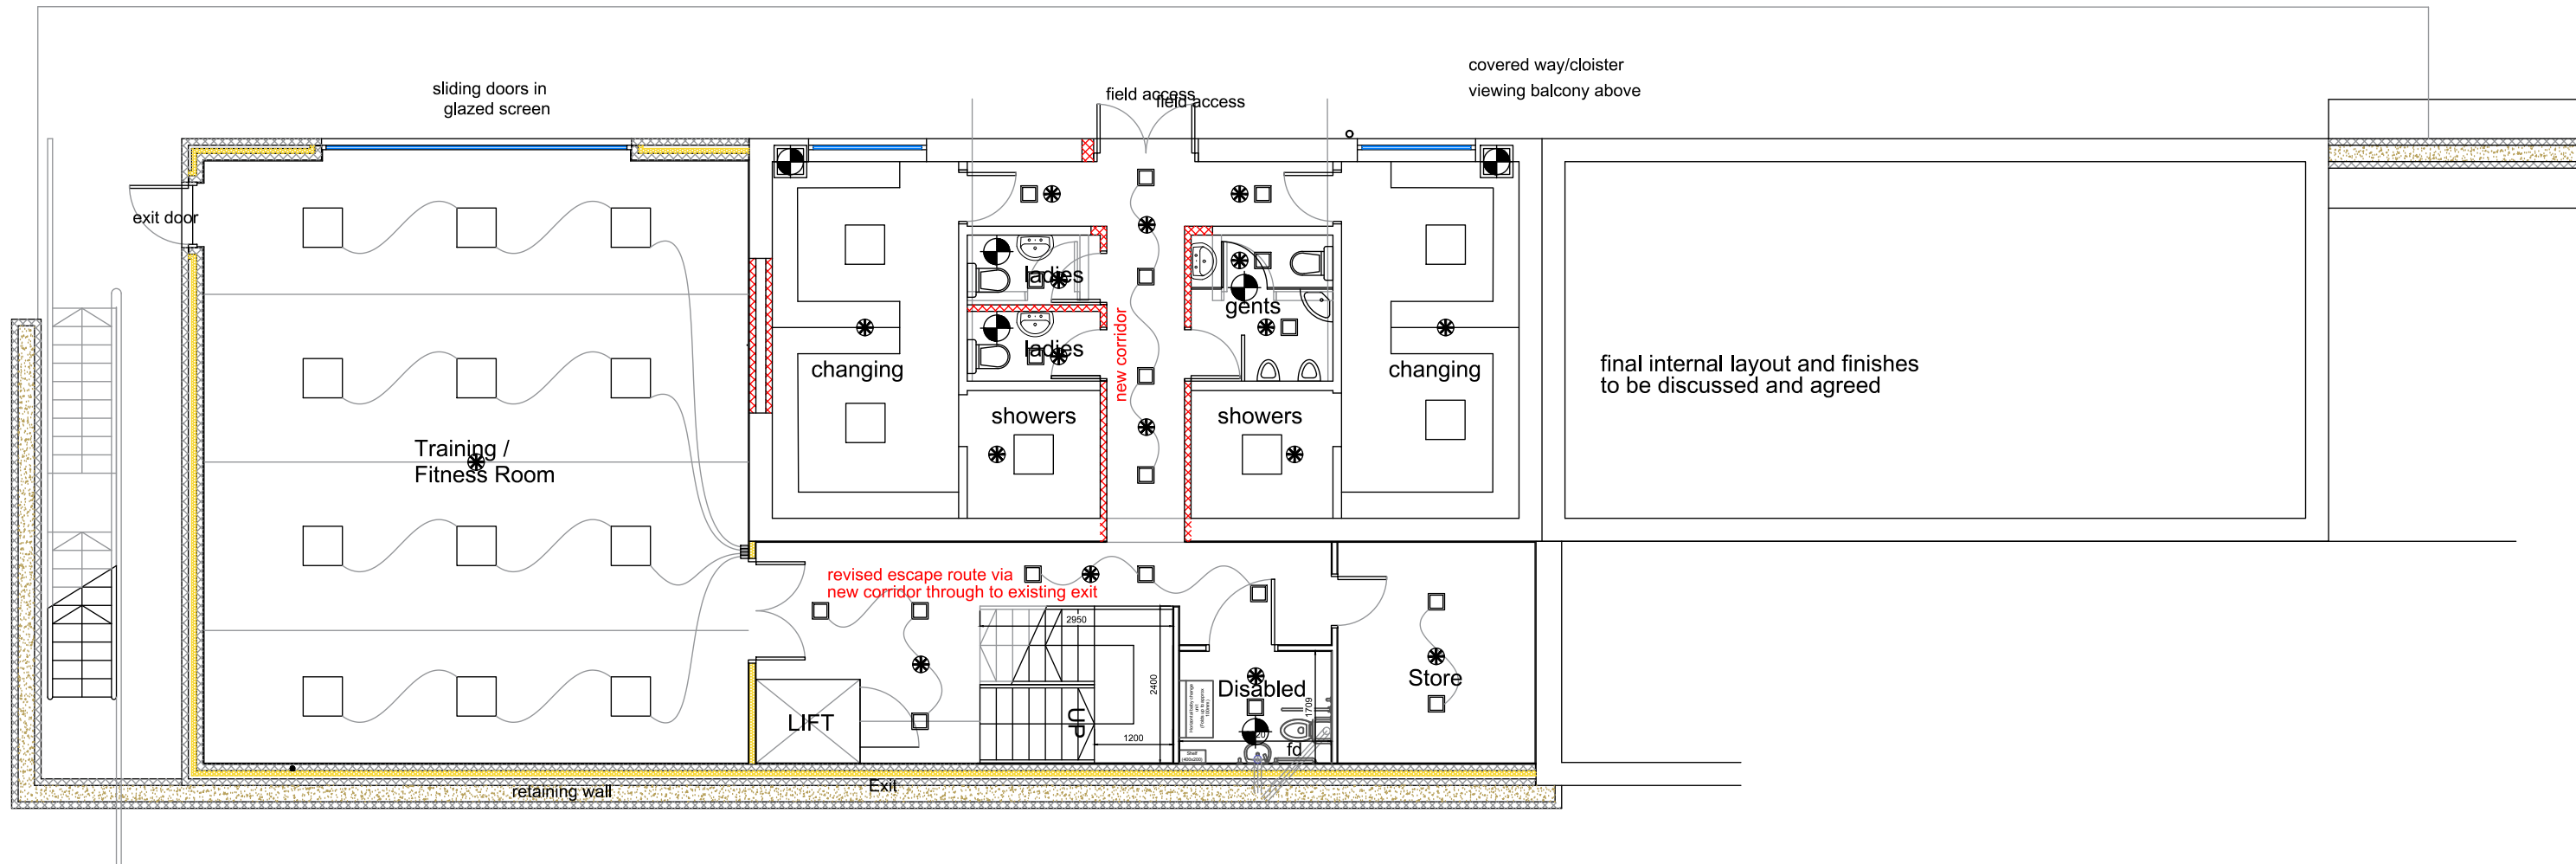 covered way/cloister
viewing balcony above
sliding doors in
glazed screen
field access
field access
exit door
ladies
ladies
gents
new corridor
changing
changing
final internal layout and finishes
to be discussed and agreed
showers
showers
Training /
Fitness Room
revised escape route via
new corridor through to existing exit
2950
2400
1200
UP
LIFT
Disabled
1709
Store
fd
Shelf
(400x200)
Exit
retaining wall